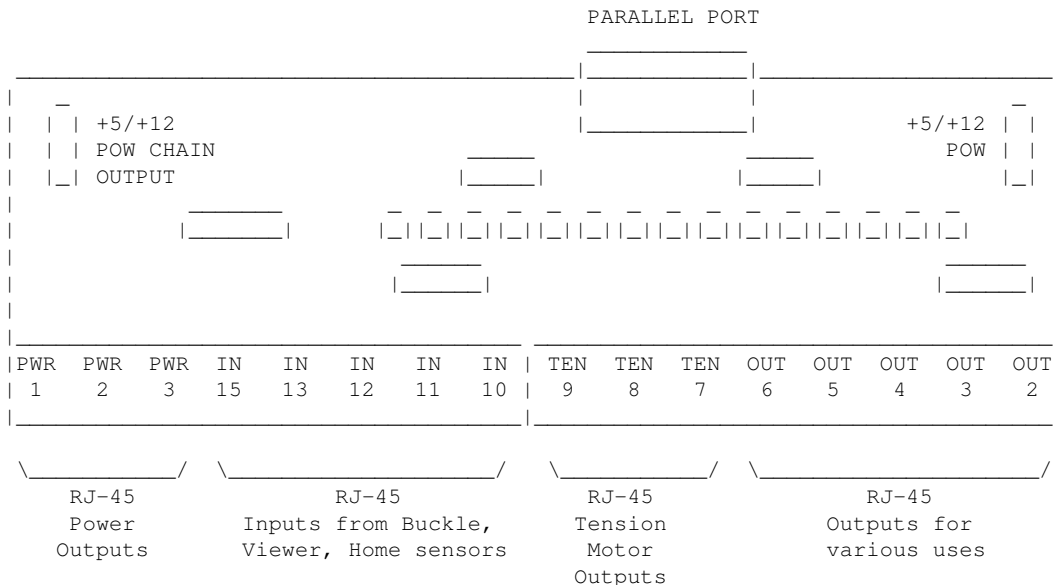 PARALLEL PORT
+5/+12 +5/+12
POW CHAIN POW
OUTPUT
PWR PWR PWR IN IN IN IN IN TEN TEN TEN OUT OUT OUT OUT OUT
1 2 3 15 13 12 11 10 9 8 7 6 5 4 3 2
RJ-45 RJ-45 RJ-45 RJ-45
Power Inputs from Buckle, Tension Outputs for
Outputs Viewer, Home sensors Motor various uses
Outputs